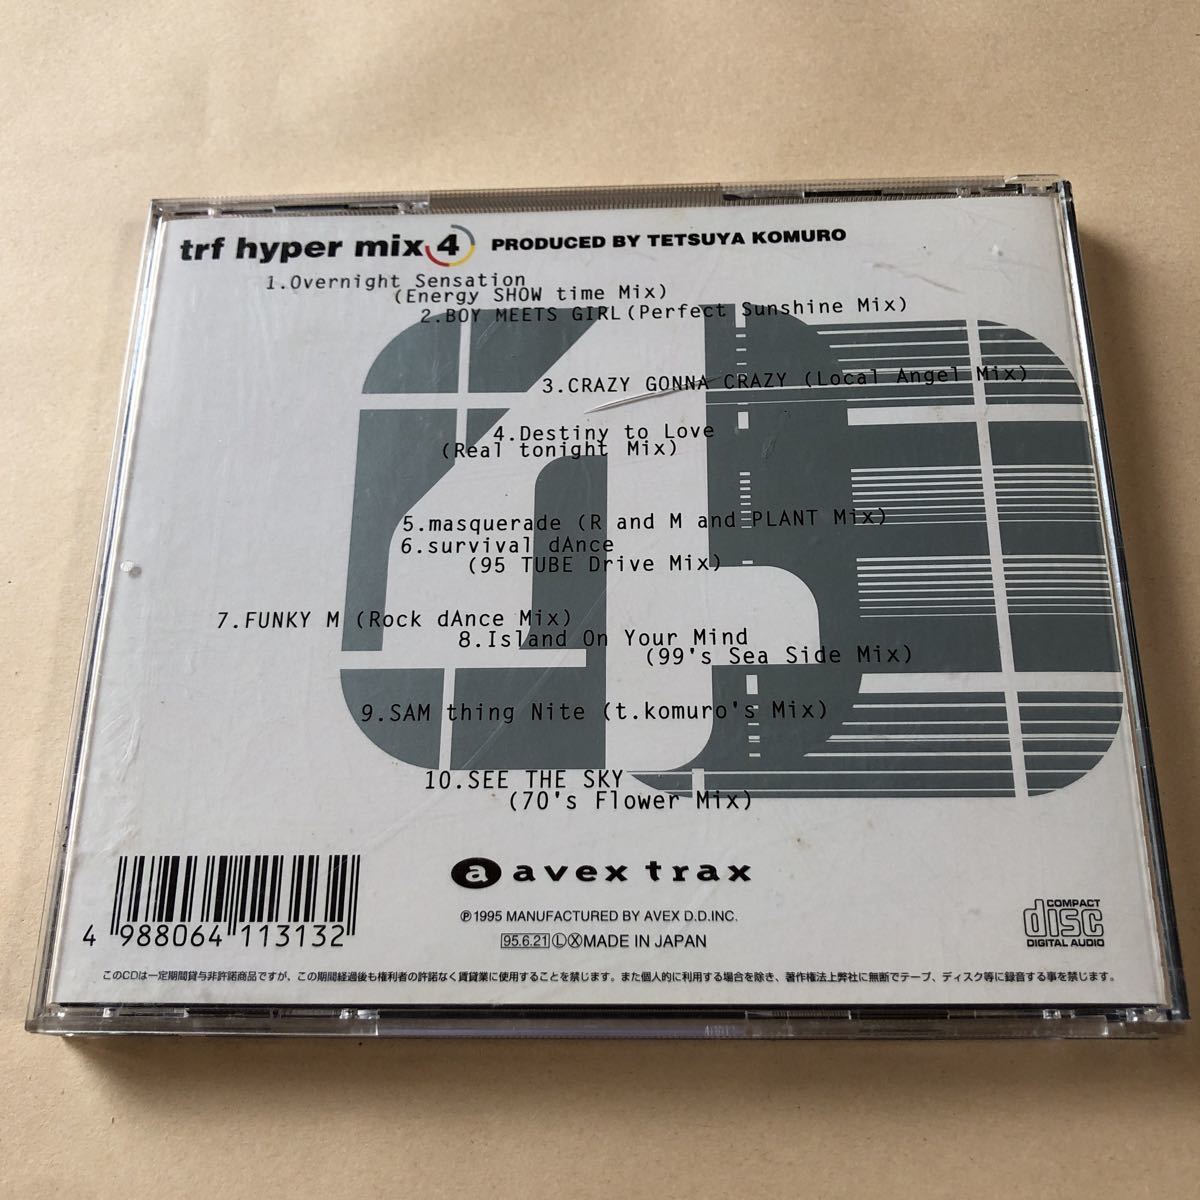 trf hyper mix 4 PRODUCED BY TETSUYA KOMURO
1.Overnight Sensation
(Energy SHOW time Mix)
2.BOY MEETS GIRL(Perfect Sunshine Mix)
3.CRAZY GONNA CRAZY (Local Angel Mix)
4.Destiny to Love
(Real tonight Mix)
5.masquerade (R and M and PLANT Mix)
6.survival dAnce
(95 TUBE Drive Mix)
7.FUNKY M (Rock dAnce Mix)
8.Island On Your Mind
(99's Sea Side Mix)
9.SAM thing Nite (t.komuro's Mix)
10.SEE THE SKY
(70's Flower Mix)
a avex trax
℗1995 MANUFACTURED BY AVEX D.D.INC.
95.6.21 Ⓛ Ⓧ MADE IN JAPAN
4 988064 113132
COMPACT
disc
DIGITAL AUDIO
このCDは一定期間貸与非許諾商品ですが、この期間経過後も権利者の許諾なく賃貸業に使用することを禁じます。また個人的に利用する場合を除き、著作権法上弊社に無断でテープ、ディスク等に録音する事を禁じます。